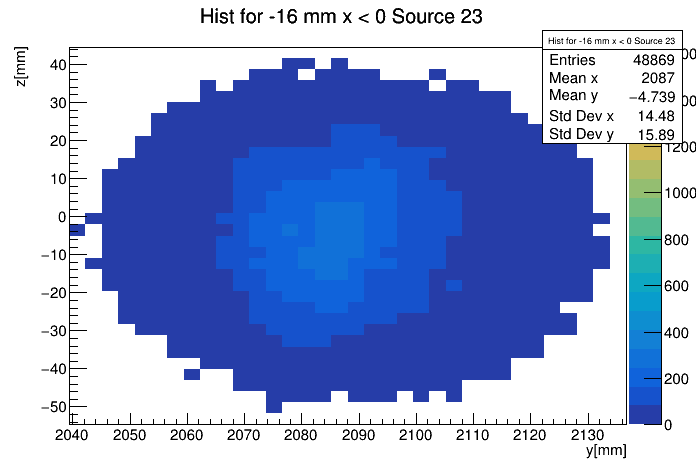 Hist for -16 mm x < 0 Source 23
Hist for -16 mm x < 0 Source 23
Entries 48869
Mean x 2087
Mean y −4.739
Std Dev x 14.48
Std Dev y 15.89
z[mm]
40
30
20
10
0
−10
−20
−30
−40
−50
2040 2050 2060 2070 2080 2090 2100 2110 2120 2130
y[mm]
1200
1000
800
600
400
200
0